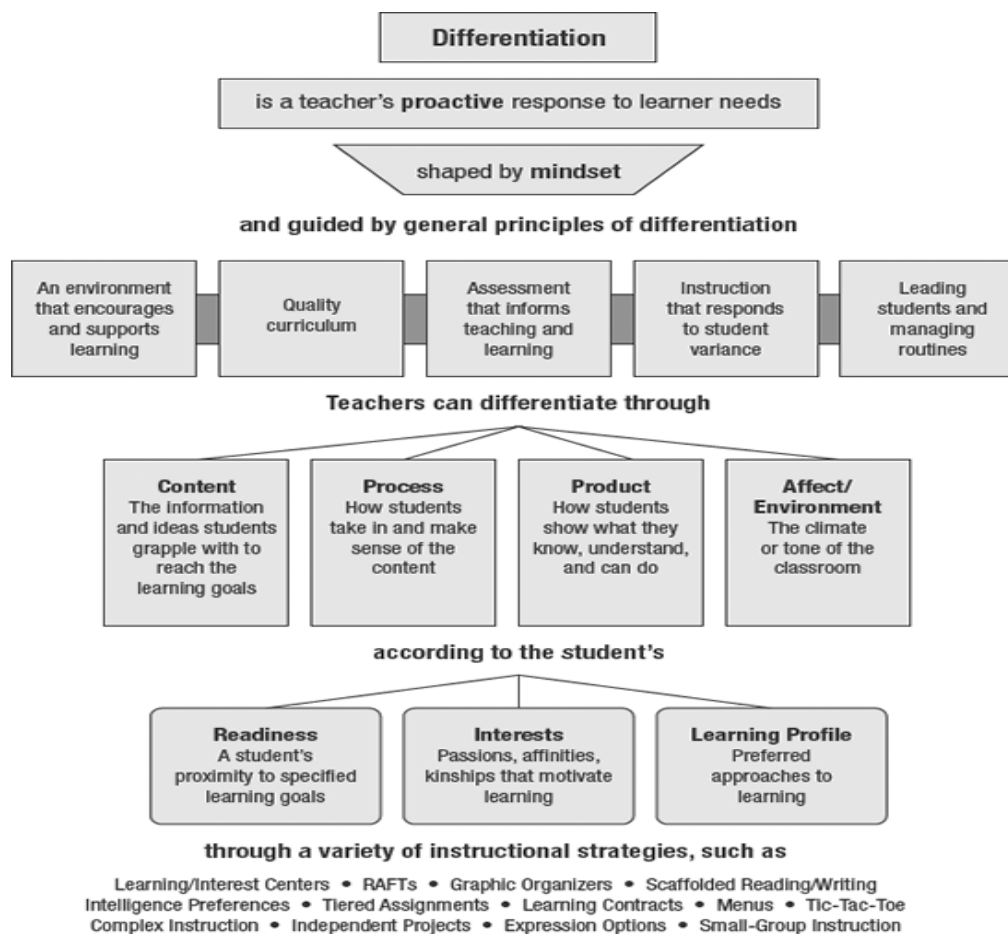 Differentiation
is a teacher's proactive response to learner needs
shaped by mindset
and guided by general principles of differentiation
An environment
that encourages
and supports
learning
Quality
curriculum
Assessment
that informs
teaching and
learning
Instruction
that responds
to student
variance
Leading
students and
managing
routines
Teachers can differentiate through
Content
The information
and ideas students
grapple with to
reach the
learning goals
Process
How students
take in and make
sense of the
content
Product
How students
show what they
know, understand,
and can do
Affect/
Environment
The climate
or tone of the
classroom
according to the student's
Readiness
A student's
proximity to specified
learning goals
Interests
Passions, affinities,
kinships that motivate
learning
Learning Profile
Preferred
approaches to
learning
through a variety of instructional strategies, such as
Learning/Interest Centers • RAFTs • Graphic Organizers • Scaffolded Reading/Writing
Intelligence Preferences • Tiered Assignments • Learning Contracts • Menus • Tic-Tac-Toe
Complex Instruction • Independent Projects • Expression Options • Small-Group Instruction